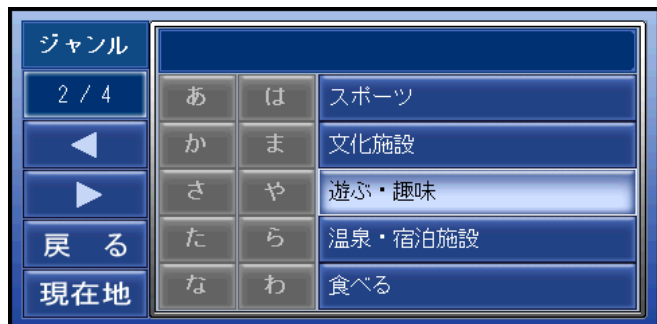 ジャンル
2 / 4
◀
▶
戻 る
現在地
あ は スポーツ
か ま 文化施設
さ や 遊ぶ・趣味
た ら 温泉・宿泊施設
な わ 食べる